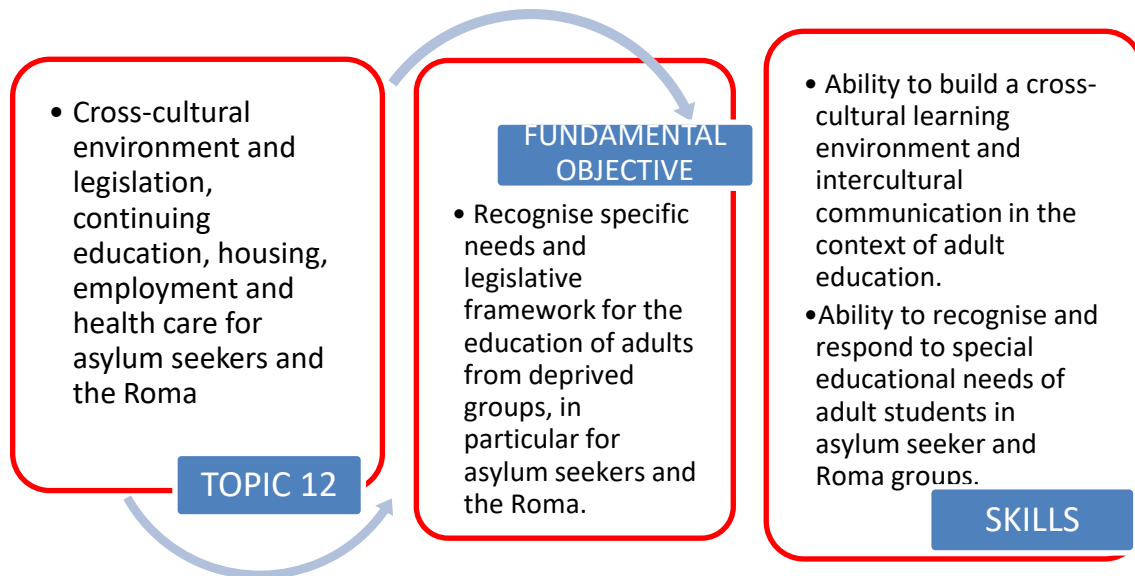 • Cross-cultural
environment and
legislation,
continuing
education, housing,
employment and
health care for
asylum seekers and
the Roma
TOPIC 12
FUNDAMENTAL
OBJECTIVE
• Recognise specific
needs and
legislative
framework for the
education of adults
from deprived
groups, in
particular for
asylum seekers and
the Roma.
• Ability to build a cross-
cultural learning
environment and
intercultural
communication in the
context of adult
education.
•Ability to recognise and
respond to special
educational needs of
adult students in
asylum seeker and
Roma groups.
SKILLS